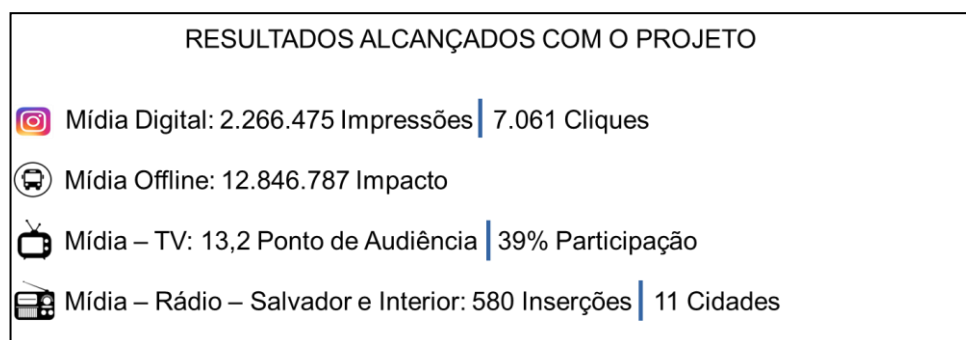 RESULTADOS ALCANÇADOS COM O PROJETO
Mídia Digital: 2.266.475 Impressões 7.061 Cliques
Mídia Offline: 12.846.787 Impacto
Mídia – TV: 13,2 Ponto de Audiência 39% Participação
Mídia – Rádio – Salvador e Interior: 580 Inserções 11 Cidades